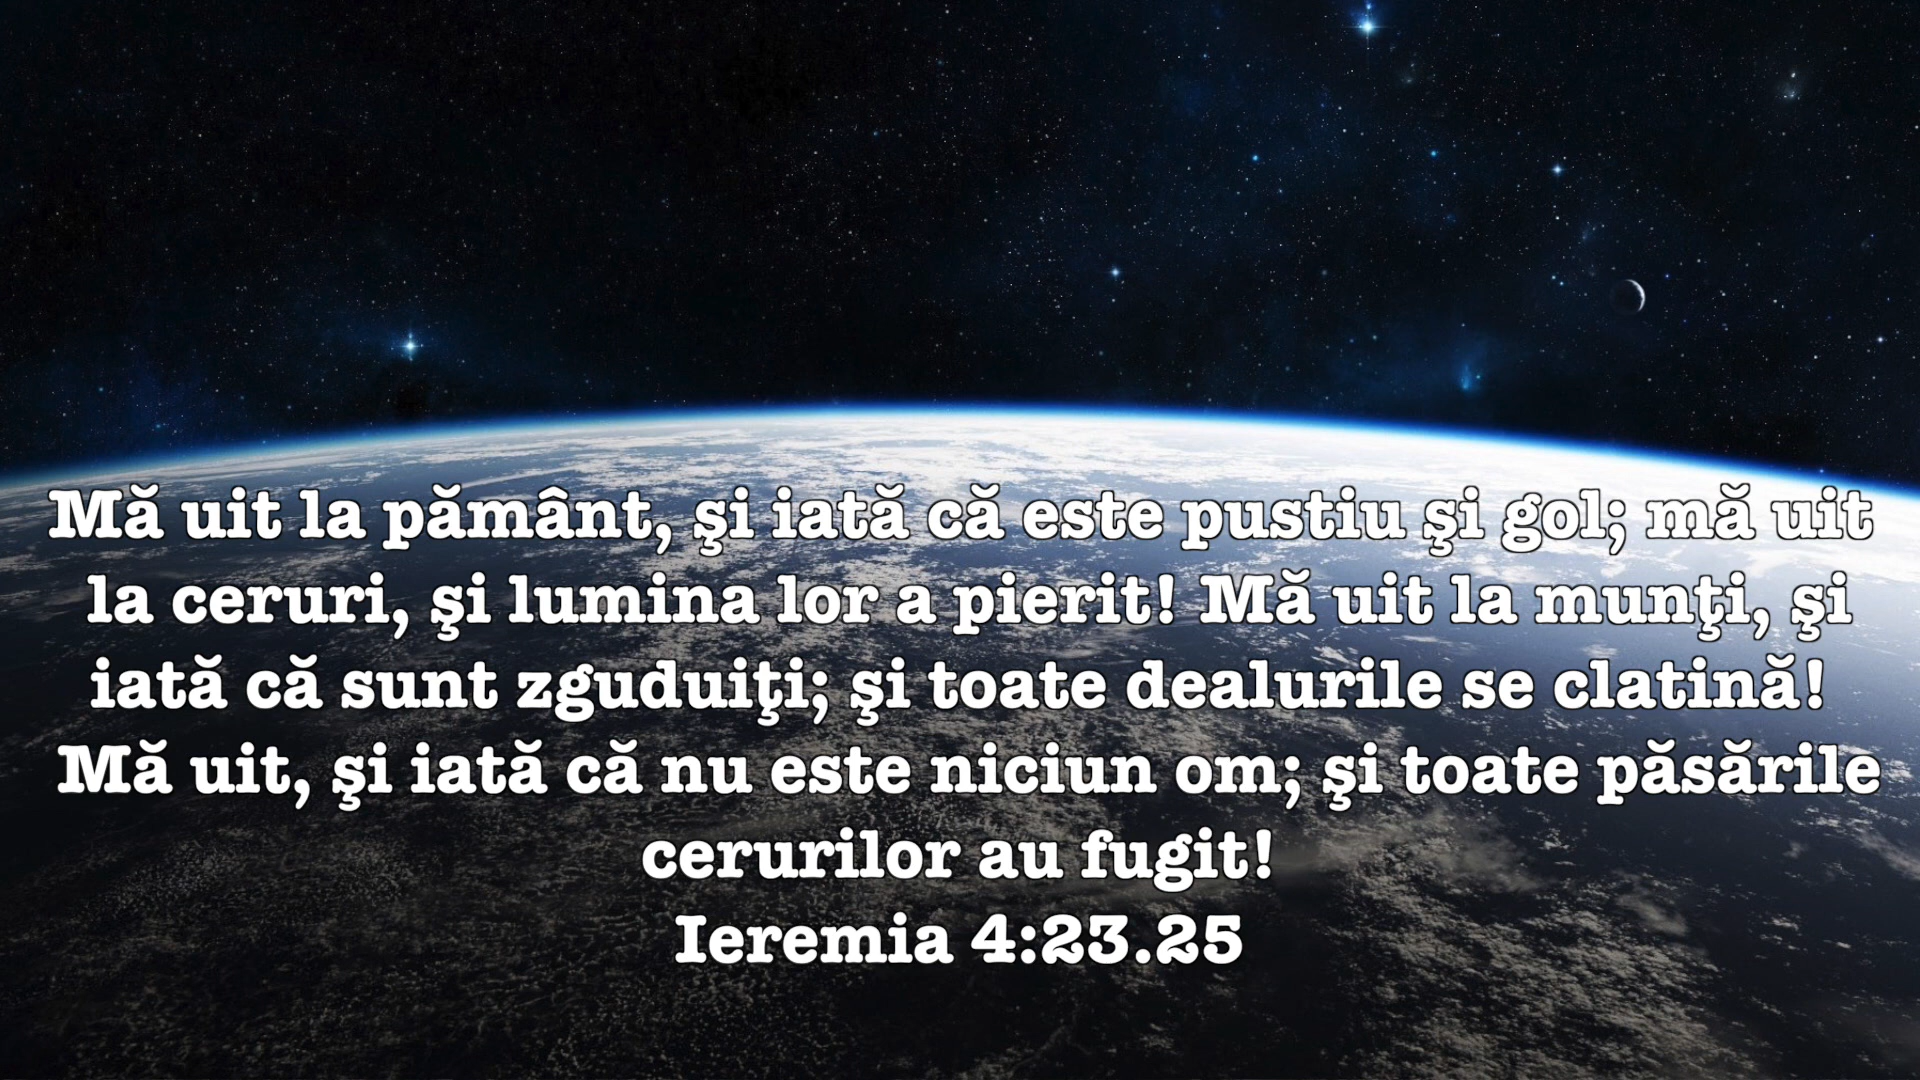 Mă uit la pământ, şi iată că este pustiu şi gol; mă uit
la ceruri, şi lumina lor a pierit! Mă uit la munţi, şi
iată că sunt zguduiţi; şi toate dealurile se clatină!
Mă uit, şi iată că nu este niciun om; şi toate păsările
cerurilor au fugit!
Ieremia 4:23.25